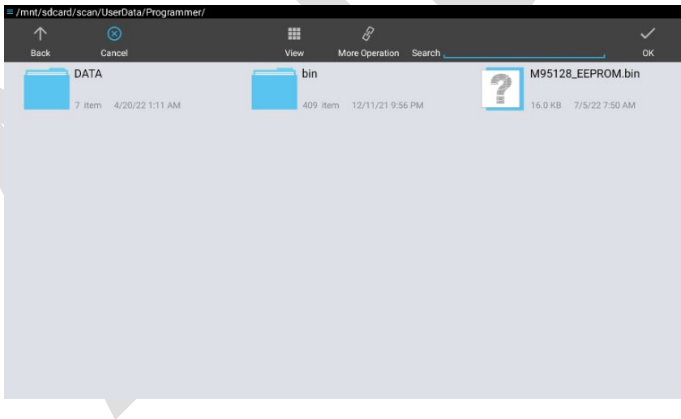 /mnt/sdcard/scan/UserData/Programmer/
Back Cancel View More Operation Search OK
DATA
7 item 4/20/22 1:11 AM
bin
409 item 12/11/21 9:56 PM
M95128_EEPROM.bin
16.0 KB 7/5/22 7:50 AM